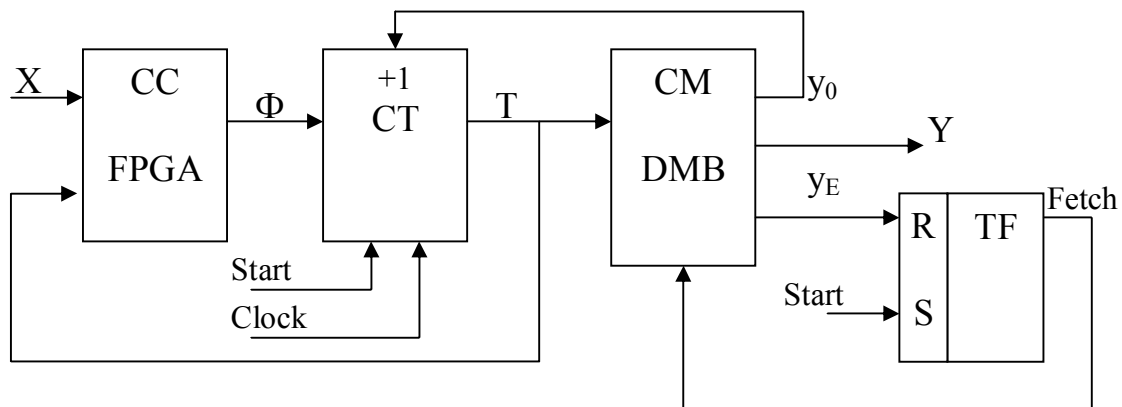 X
CC
FPGA
Φ
+1
CT
T
CM
DMB
y0
Y
yE
R
TF
Fetch
S
Start
Start
Clock